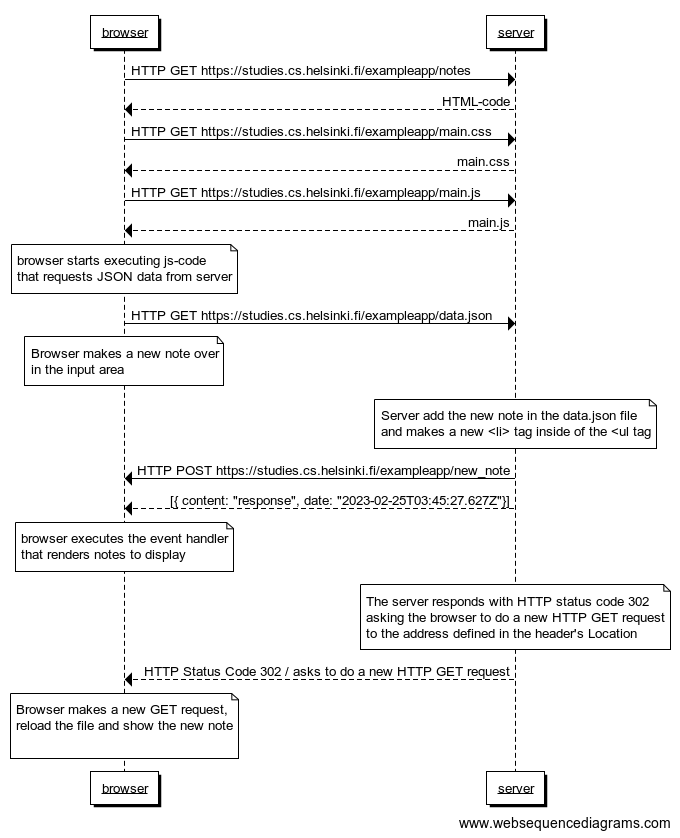 browser
server
HTTP GET https://studies.cs.helsinki.fi/exampleapp/notes
HTML-code
HTTP GET https://studies.cs.helsinki.fi/exampleapp/main.css
main.css
HTTP GET https://studies.cs.helsinki.fi/exampleapp/main.js
main.js
browser starts executing js-code
that requests JSON data from server
HTTP GET https://studies.cs.helsinki.fi/exampleapp/data.json
Browser makes a new note over
in the input area
Server add the new note in the data.json file
and makes a new <li> tag inside of the <ul tag
HTTP POST https://studies.cs.helsinki.fi/exampleapp/new_note
[{ content: "response", date: "2023-02-25T03:45:27.627Z"}]
browser executes the event handler
that renders notes to display
The server responds with HTTP status code 302
asking the browser to do a new HTTP GET request
to the address defined in the header's Location
HTTP Status Code 302 / asks to do a new HTTP GET request
Browser makes a new GET request,
reload the file and show the new note
browser
server
www.websequencediagrams.com